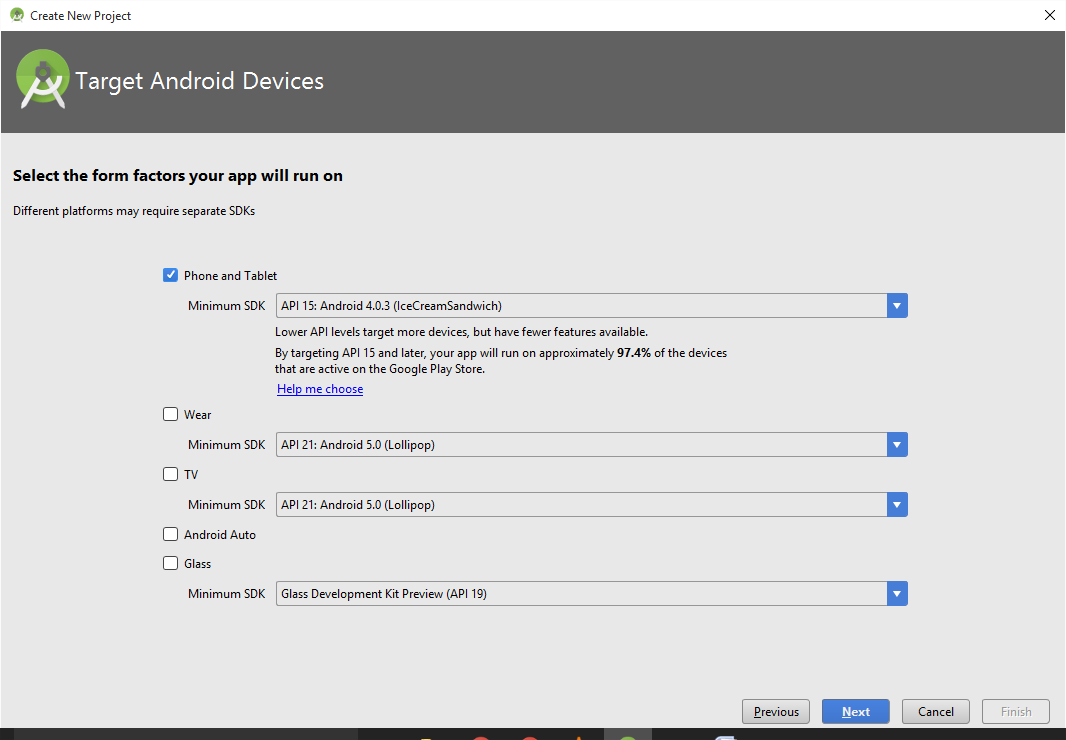 Create New Project
Target Android Devices
Select the form factors your app will run on
Different platforms may require separate SDKs
Phone and Tablet
Minimum SDK API 15: Android 4.0.3 (IceCreamSandwich)
Lower API levels target more devices, but have fewer features available.
By targeting API 15 and later, your app will run on approximately 97.4% of the devices
that are active on the Google Play Store.
Help me choose
Wear
Minimum SDK API 21: Android 5.0 (Lollipop)
TV
Minimum SDK API 21: Android 5.0 (Lollipop)
Android Auto
Glass
Minimum SDK Glass Development Kit Preview (API 19)
Previous Next Cancel Finish